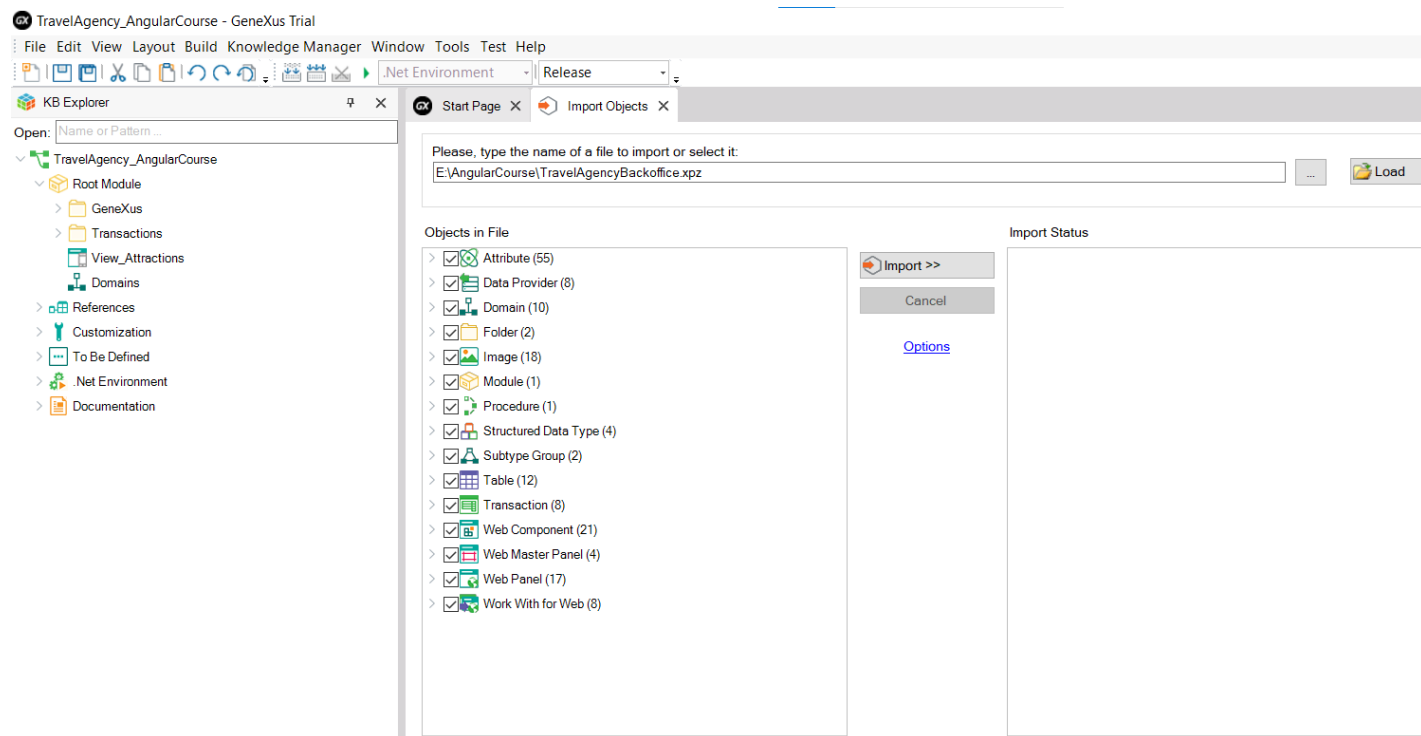 TravelAgency_AngularCourse - GeneXus Trial
File Edit View Layout Build Knowledge Manager Window Tools Test Help
.Net Environment Release
KB Explorer
Open: Name or Pattern ...
TravelAgency_AngularCourse
Root Module
GeneXus
Transactions
View_Attractions
Domains
References
Customization
To Be Defined
.Net Environment
Documentation
GX Start Page Import Objects
Please, type the name of a file to import or select it:
E:\AngularCourse\TravelAgencyBackoffice.xpz ... Load
Objects in File
Attribute (55)
Data Provider (8)
Domain (10)
Folder (2)
Image (18)
Module (1)
Procedure (1)
Structured Data Type (4)
Subtype Group (2)
Table (12)
Transaction (8)
Web Component (21)
Web Master Panel (4)
Web Panel (17)
Work With for Web (8)
Import >>
Cancel
Options
Import Status